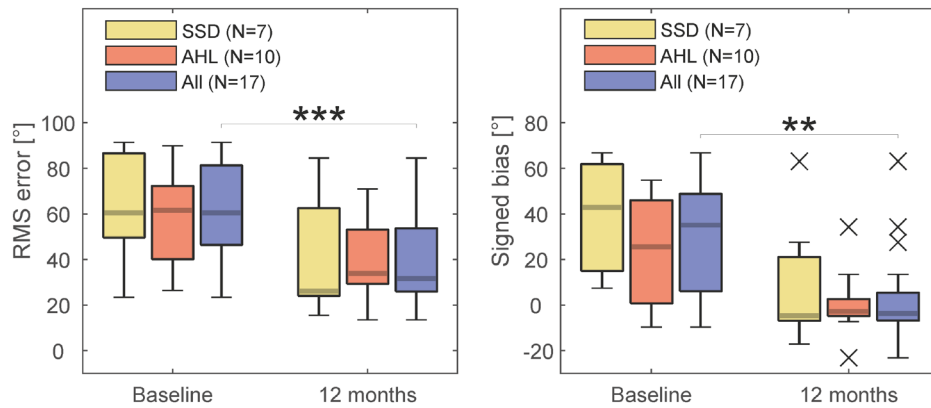 SSD (N=7)
AHL (N=10)
All (N=17)
***
RMS error [°]
100
80
60
40
20
0
Baseline
12 months
SSD (N=7)
AHL (N=10)
All (N=17)
**
Signed bias [°]
80
60
40
20
0
-20
Baseline
12 months